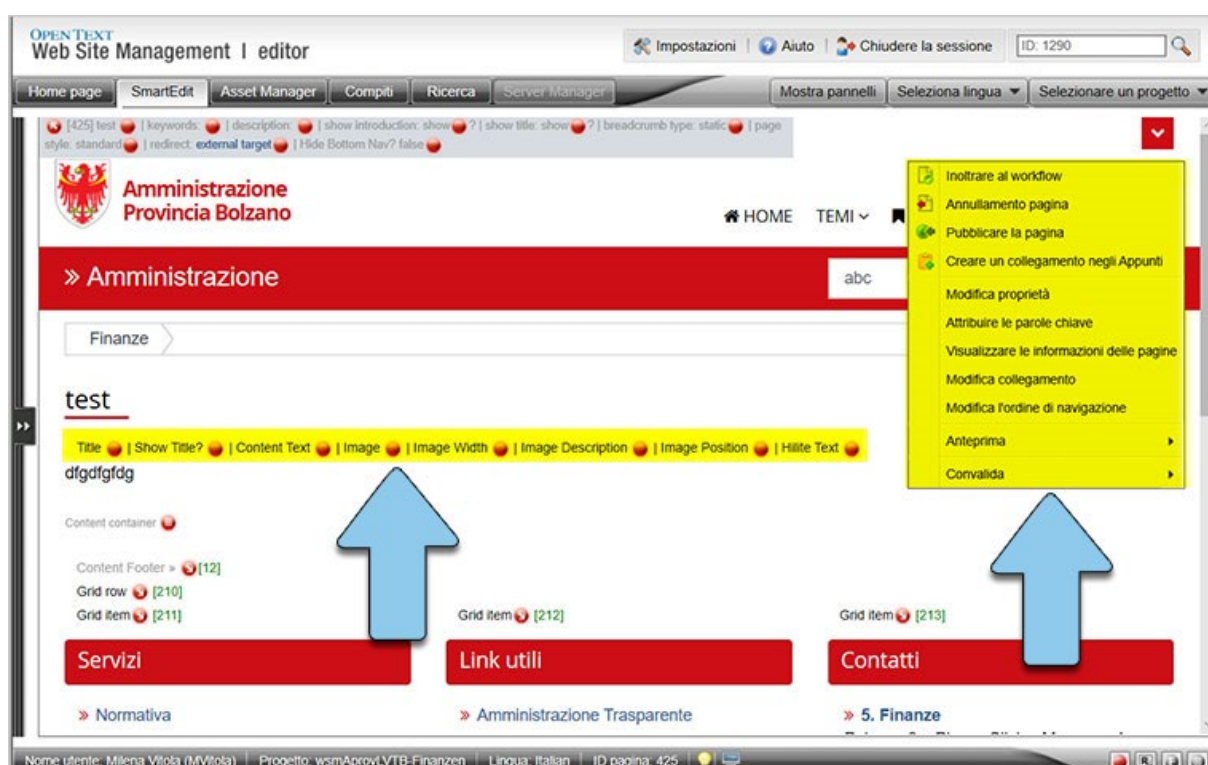 OPEN TEXT
Web Site Management | editor
Impostazioni | Aiuto | Chiudere la sessione ID: 1290
Home page SmartEdit Asset Manager Compiti Ricerca Server Manager Mostra pannelli Seleziona lingua Selezionare un progetto
[425] test | keywords: | description: | show introduction: show ? | show title: show ? | breadcrumb type: static | page
style: standard | redirect: external target | Hide Bottom Nav? false
Amministrazione
Provincia Bolzano
HOME TEMI
Inoltrare al workflow
Annullamento pagina
Pubblicare la pagina
Creare un collegamento negli Appunti
Modifica proprietà
Attribuire le parole chiave
Visualizzare le informazioni delle pagine
Modifica collegamento
Modifica l'ordine di navigazione
Anteprima
Convalida
» Amministrazione abc
Finanze
test
Title | Show Title? | Content Text | Image | Image Width | Image Description | Image Position | Hilite Text
dfgdfgfdg
Content container
Content Footer » [12]
Grid row [210]
Grid item [211] Grid item [212] Grid item [213]
Servizi Link utili Contatti
» Normativa » Amministrazione Trasparente » 5. Finanze
Nome utente: Milena Vitola (MVitola) Progetto: wsmAprovLVTB-Finanzen Lingua: Italian ID pagina: 425 R